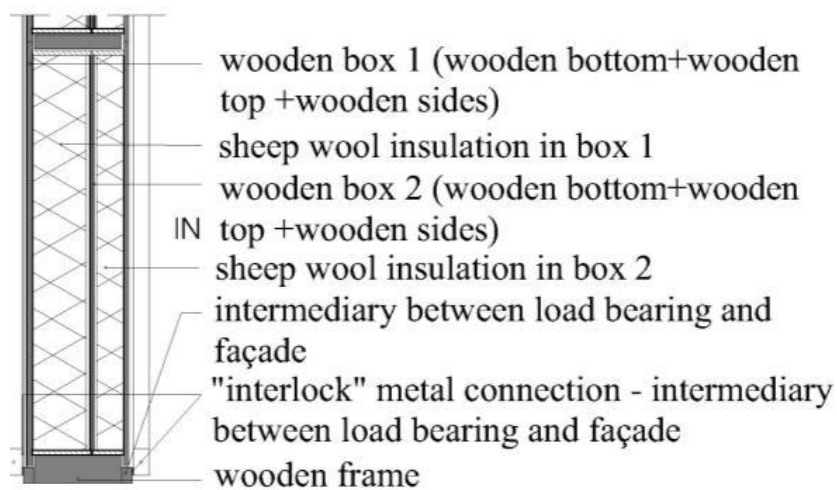 wooden box 1 (wooden bottom+wooden
top +wooden sides)
sheep wool insulation in box 1
wooden box 2 (wooden bottom+wooden
IN top +wooden sides)
sheep wool insulation in box 2
intermediary between load bearing and
façade
"interlock" metal connection - intermediary
between load bearing and façade
wooden frame